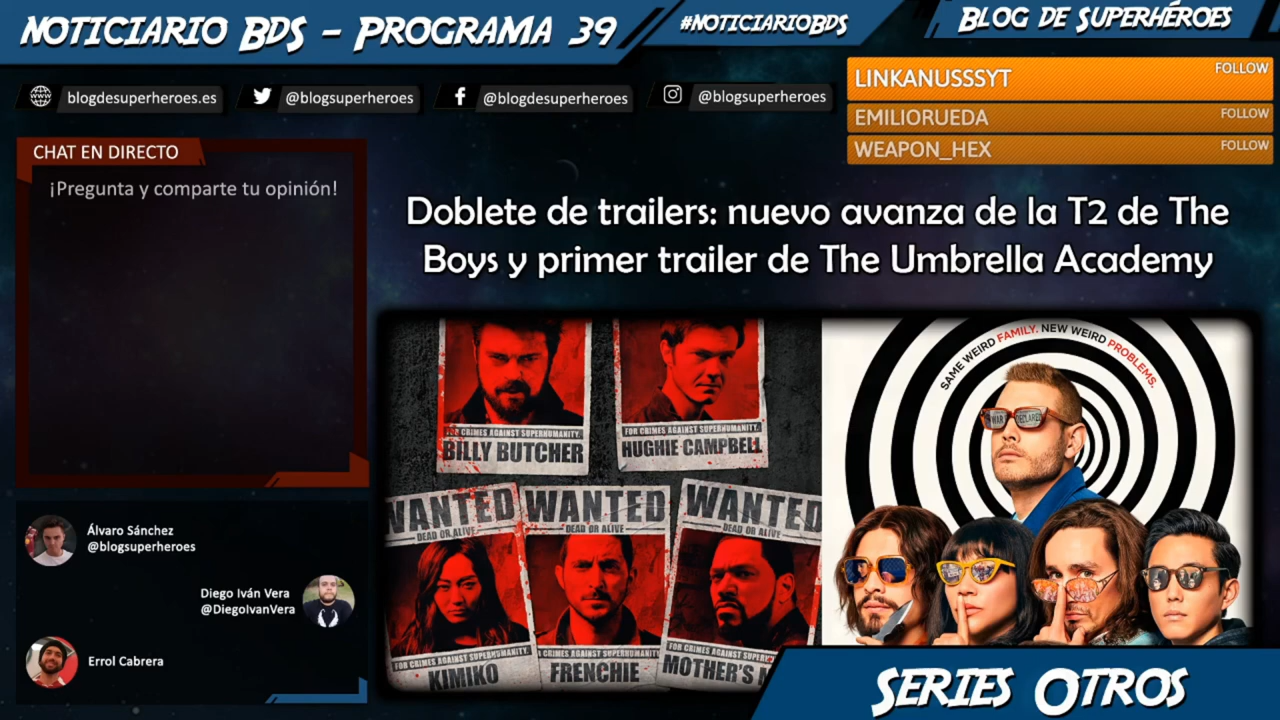 NOTICIARIO BDS - PROGRAMA 39
#NOTICIARIOBDS
BLOG DE SUPERHÉROES
blogdesuperheroes.es
@blogsuperheroes
@blogdesuperheroes
@blogsuperheroes
LINKANUSSSYT FOLLOW
EMILIORUEDA FOLLOW
WEAPON_HEX FOLLOW
CHAT EN DIRECTO
¡Pregunta y comparte tu opinión!
Doblete de trailers: nuevo avanza de la T2 de The
Boys y primer trailer de The Umbrella Academy
FOR CRIMES AGAINST SUPERHUMANITY.
BILLY BUTCHER
FOR CRIMES AGAINST SUPERHUMANITY.
HUGHIE CAMPBELL
WANTED
DEAD OR ALIVE
FOR CRIMES AGAINST SUPERHUMANITY.
KIMIKO
WANTED
DEAD OR ALIVE
CRIMES AGAINST SUPERHUMANITY.
FRENCHIE
WANTED
DEAD OR ALIVE
FOR CRIMES AGAINST
MOTHER'S
SAME WEIRD FAMILY. NEW WEIRD PROBLEMS.
WAR DECLARED
Álvaro Sánchez
@blogsuperheroes
Diego Iván Vera
@DiegoIvanVera
Errol Cabrera
SERIES OTROS